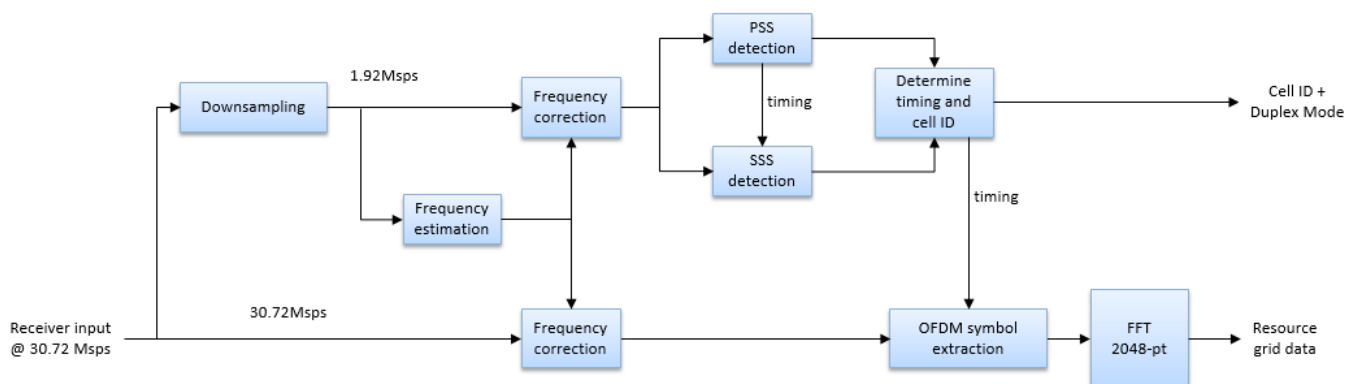 PSS
detection
1.92Msps
Downsampling
Frequency
correction
timing
Determine
timing and
cell ID
Cell ID +
Duplex Mode
SSS
detection
Frequency
estimation
timing
Receiver input
@ 30.72 Msps
30.72Msps
Frequency
correction
OFDM symbol
extraction
FFT
2048-pt
Resource
grid data